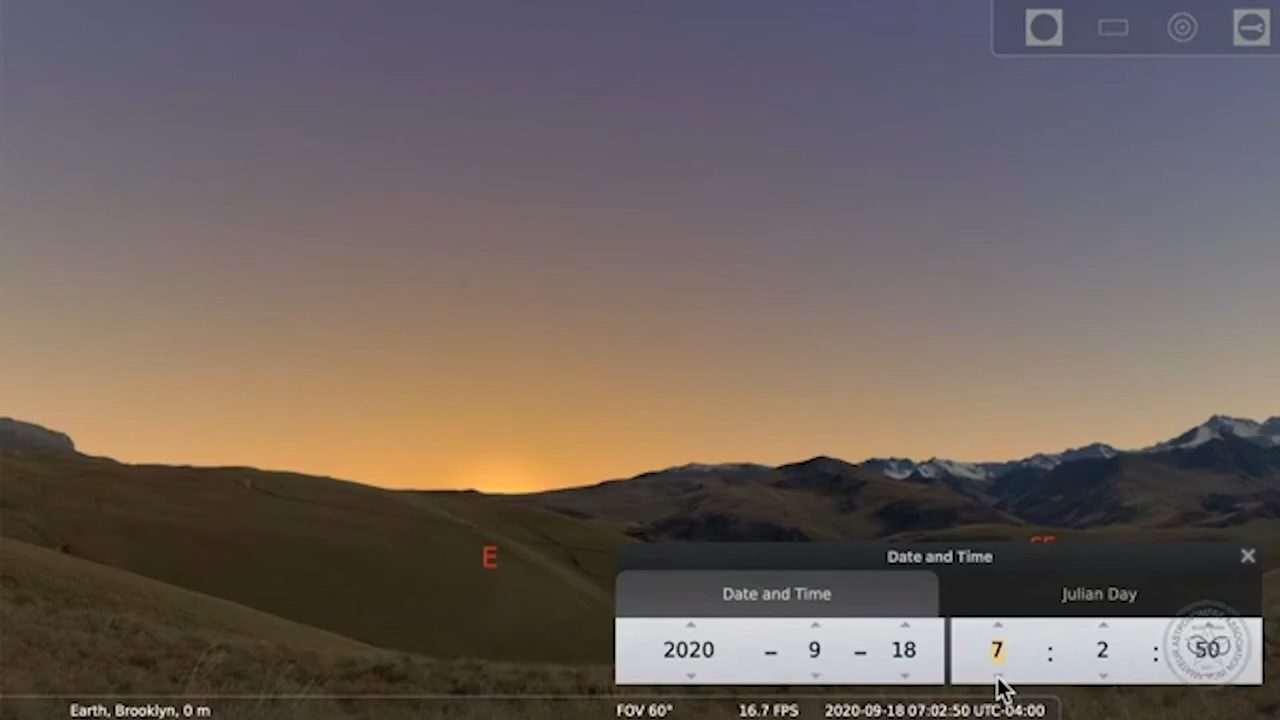 E
SE
Date and Time
Date and Time
Julian Day
2020 - 9 - 18
7 : 2 : 50
Earth, Brooklyn, 0 m
FOV 60°
16.7 FPS
2020-09-18 07:02:50 UTC-04:00